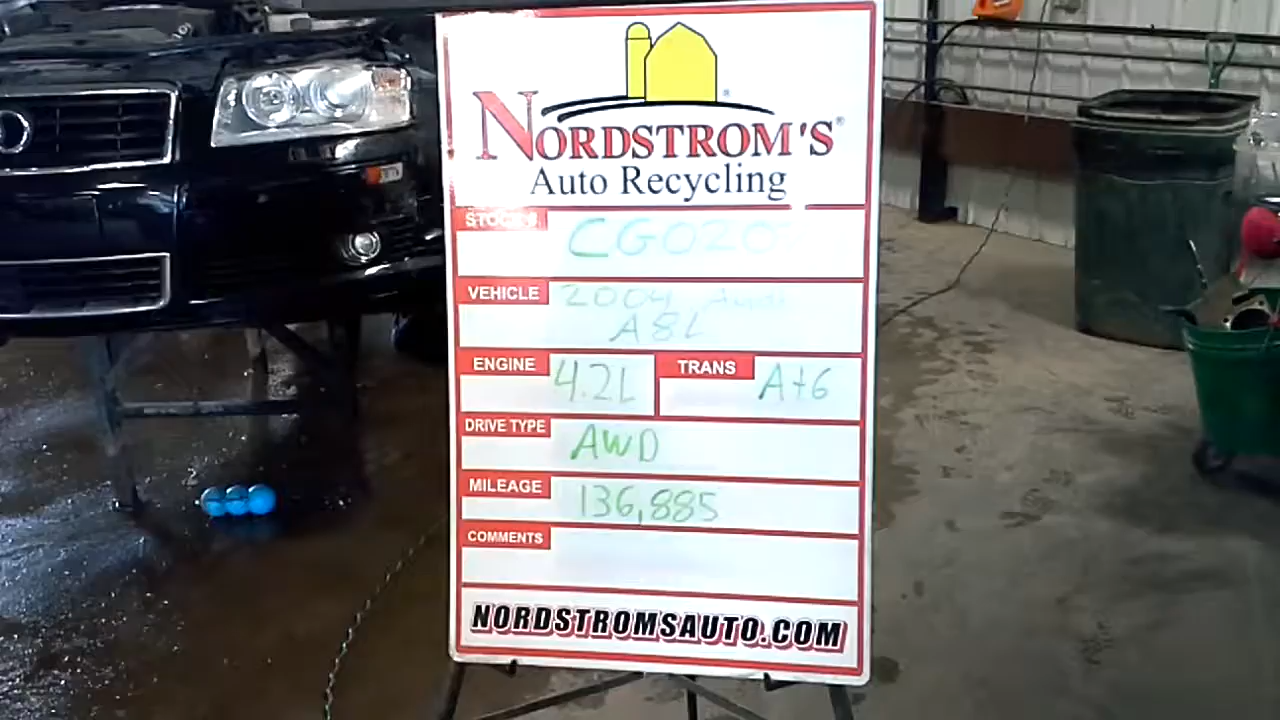 NORDSTROM'S®
Auto Recycling
STOCK#. CG020
VEHICLE 2004 Audi
A8L
ENGINE 4.2L TRANS A+6
DRIVE TYPE AWD
MILEAGE 136,885
COMMENTS
NORDSTROMSAUTO.COM